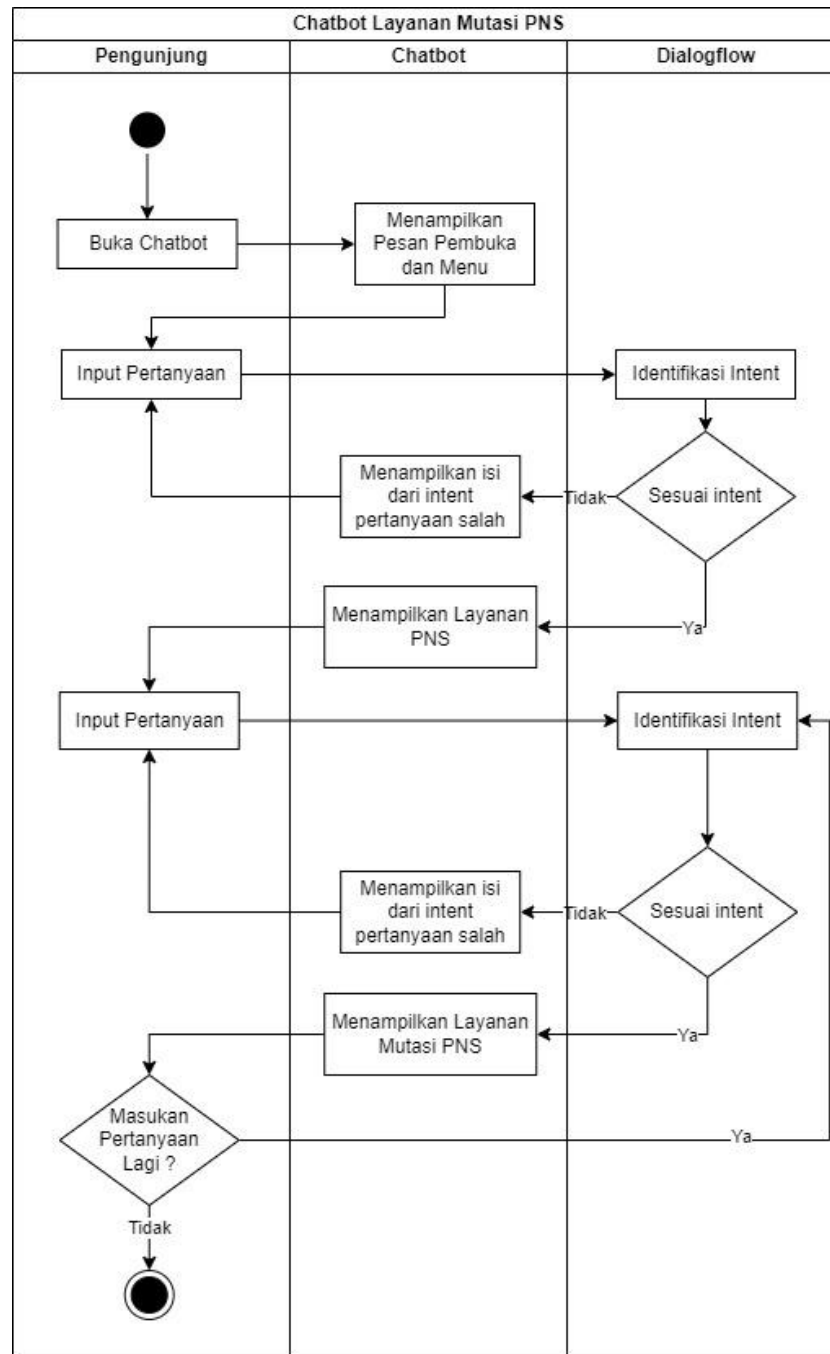 Chatbot Layanan Mutasi PNS
Pengunjung
Chatbot
Dialogflow
Buka Chatbot
Menampilkan
Pesan Pembuka
dan Menu
Input Pertanyaan
Identifikasi Intent
Menampilkan isi
dari intent
pertanyaan salah
Tidak
Sesuai intent
Menampilkan Layanan
PNS
Ya
Input Pertanyaan
Identifikasi Intent
Menampilkan isi
dari intent
pertanyaan salah
Tidak
Sesuai intent
Menampilkan Layanan
Mutasi PNS
Ya
Masukan
Pertanyaan
Lagi ?
Ya
Tidak